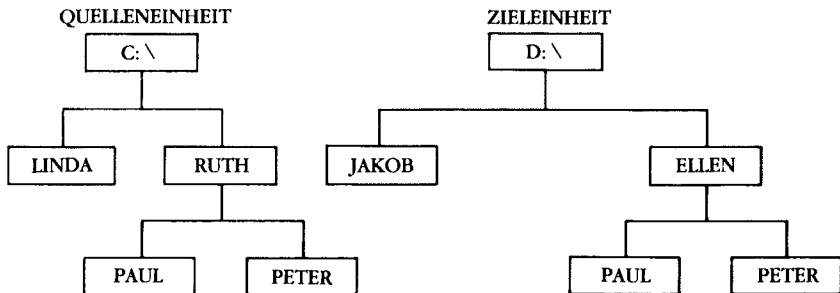 QUELLENEINHEIT
C: \
LINDA
RUTH
PAUL
PETER
ZIELEINHEIT
D: \
JAKOB
ELLEN
PAUL
PETER